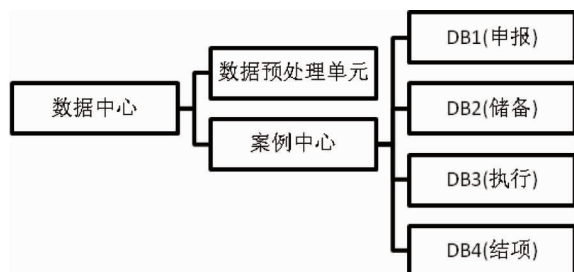 数据中心
数据预处理单元
案例中心
DB1(申报)
DB2(储备)
DB3(执行)
DB4(结项)